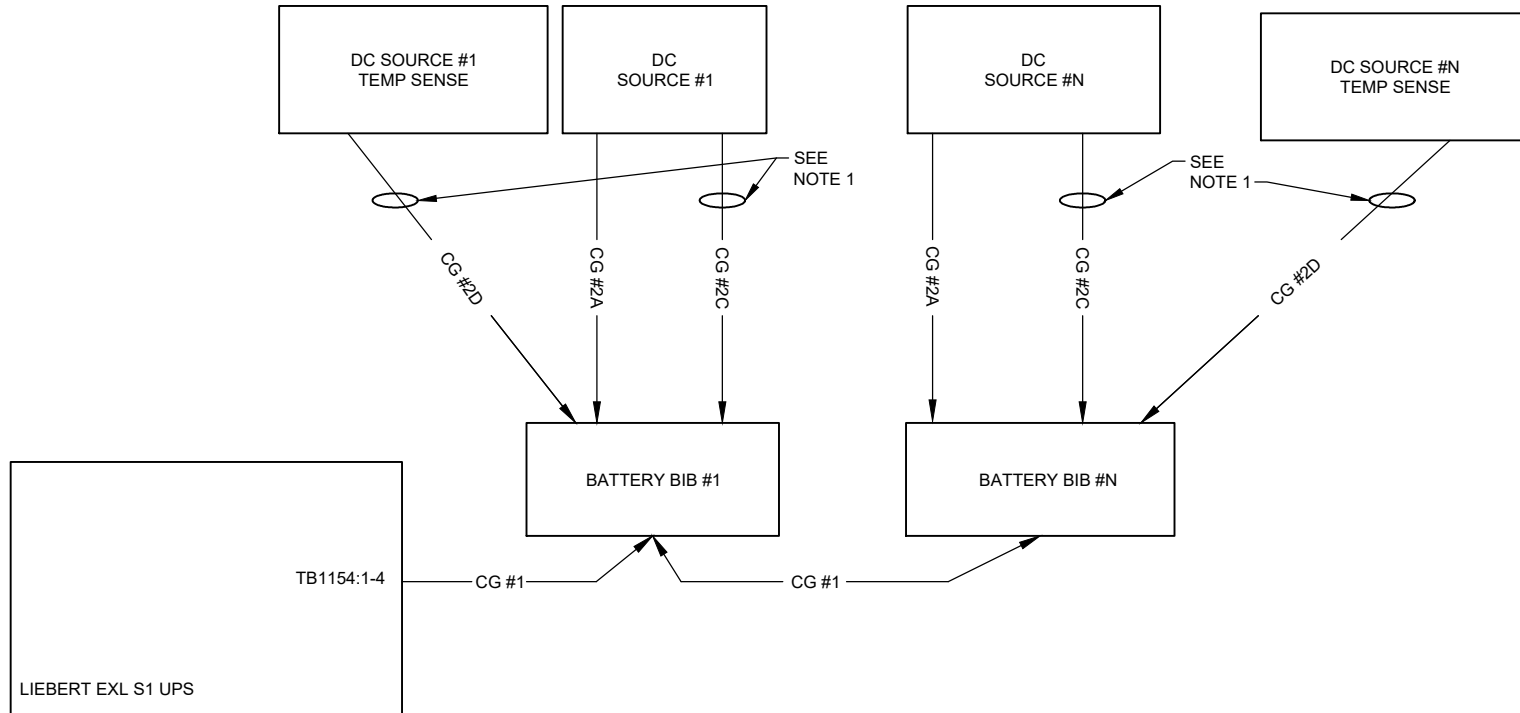 DC SOURCE #1
TEMP SENSE
DC
SOURCE #1
DC
SOURCE #N
DC SOURCE #N
TEMP SENSE
SEE
NOTE 1
SEE
NOTE 1
CG #2D
CG #2A
CG #2C
CG #2A
CG #2C
CG #2D
BATTERY BIB #1
BATTERY BIB #N
TB1154:1-4
CG #1
CG #1
LIEBERT EXL S1 UPS